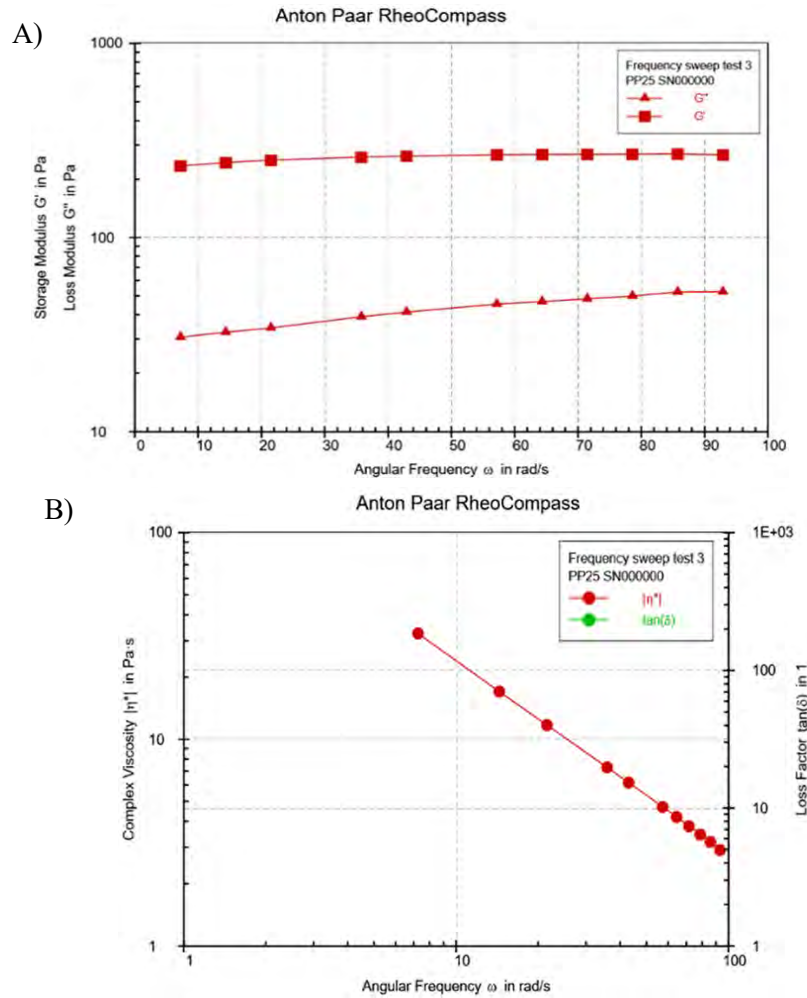 A)
Anton Paar RheoCompass
1000
100
10
Storage Modulus G' in Pa
Loss Modulus G'' in Pa
Frequency sweep test 3
PP25 SN000000
G''
G'
0 10 20 30 40 50 60 70 80 90 100
Angular Frequency ω in rad/s
B)
Anton Paar RheoCompass
100
10
1
Complex Viscosity |η*| in Pa·s
Frequency sweep test 3
PP25 SN000000
|η*|
tan(δ)
1E+03
100
10
1
Loss Factor tan(δ) in 1
1 10 100
Angular Frequency ω in rad/s